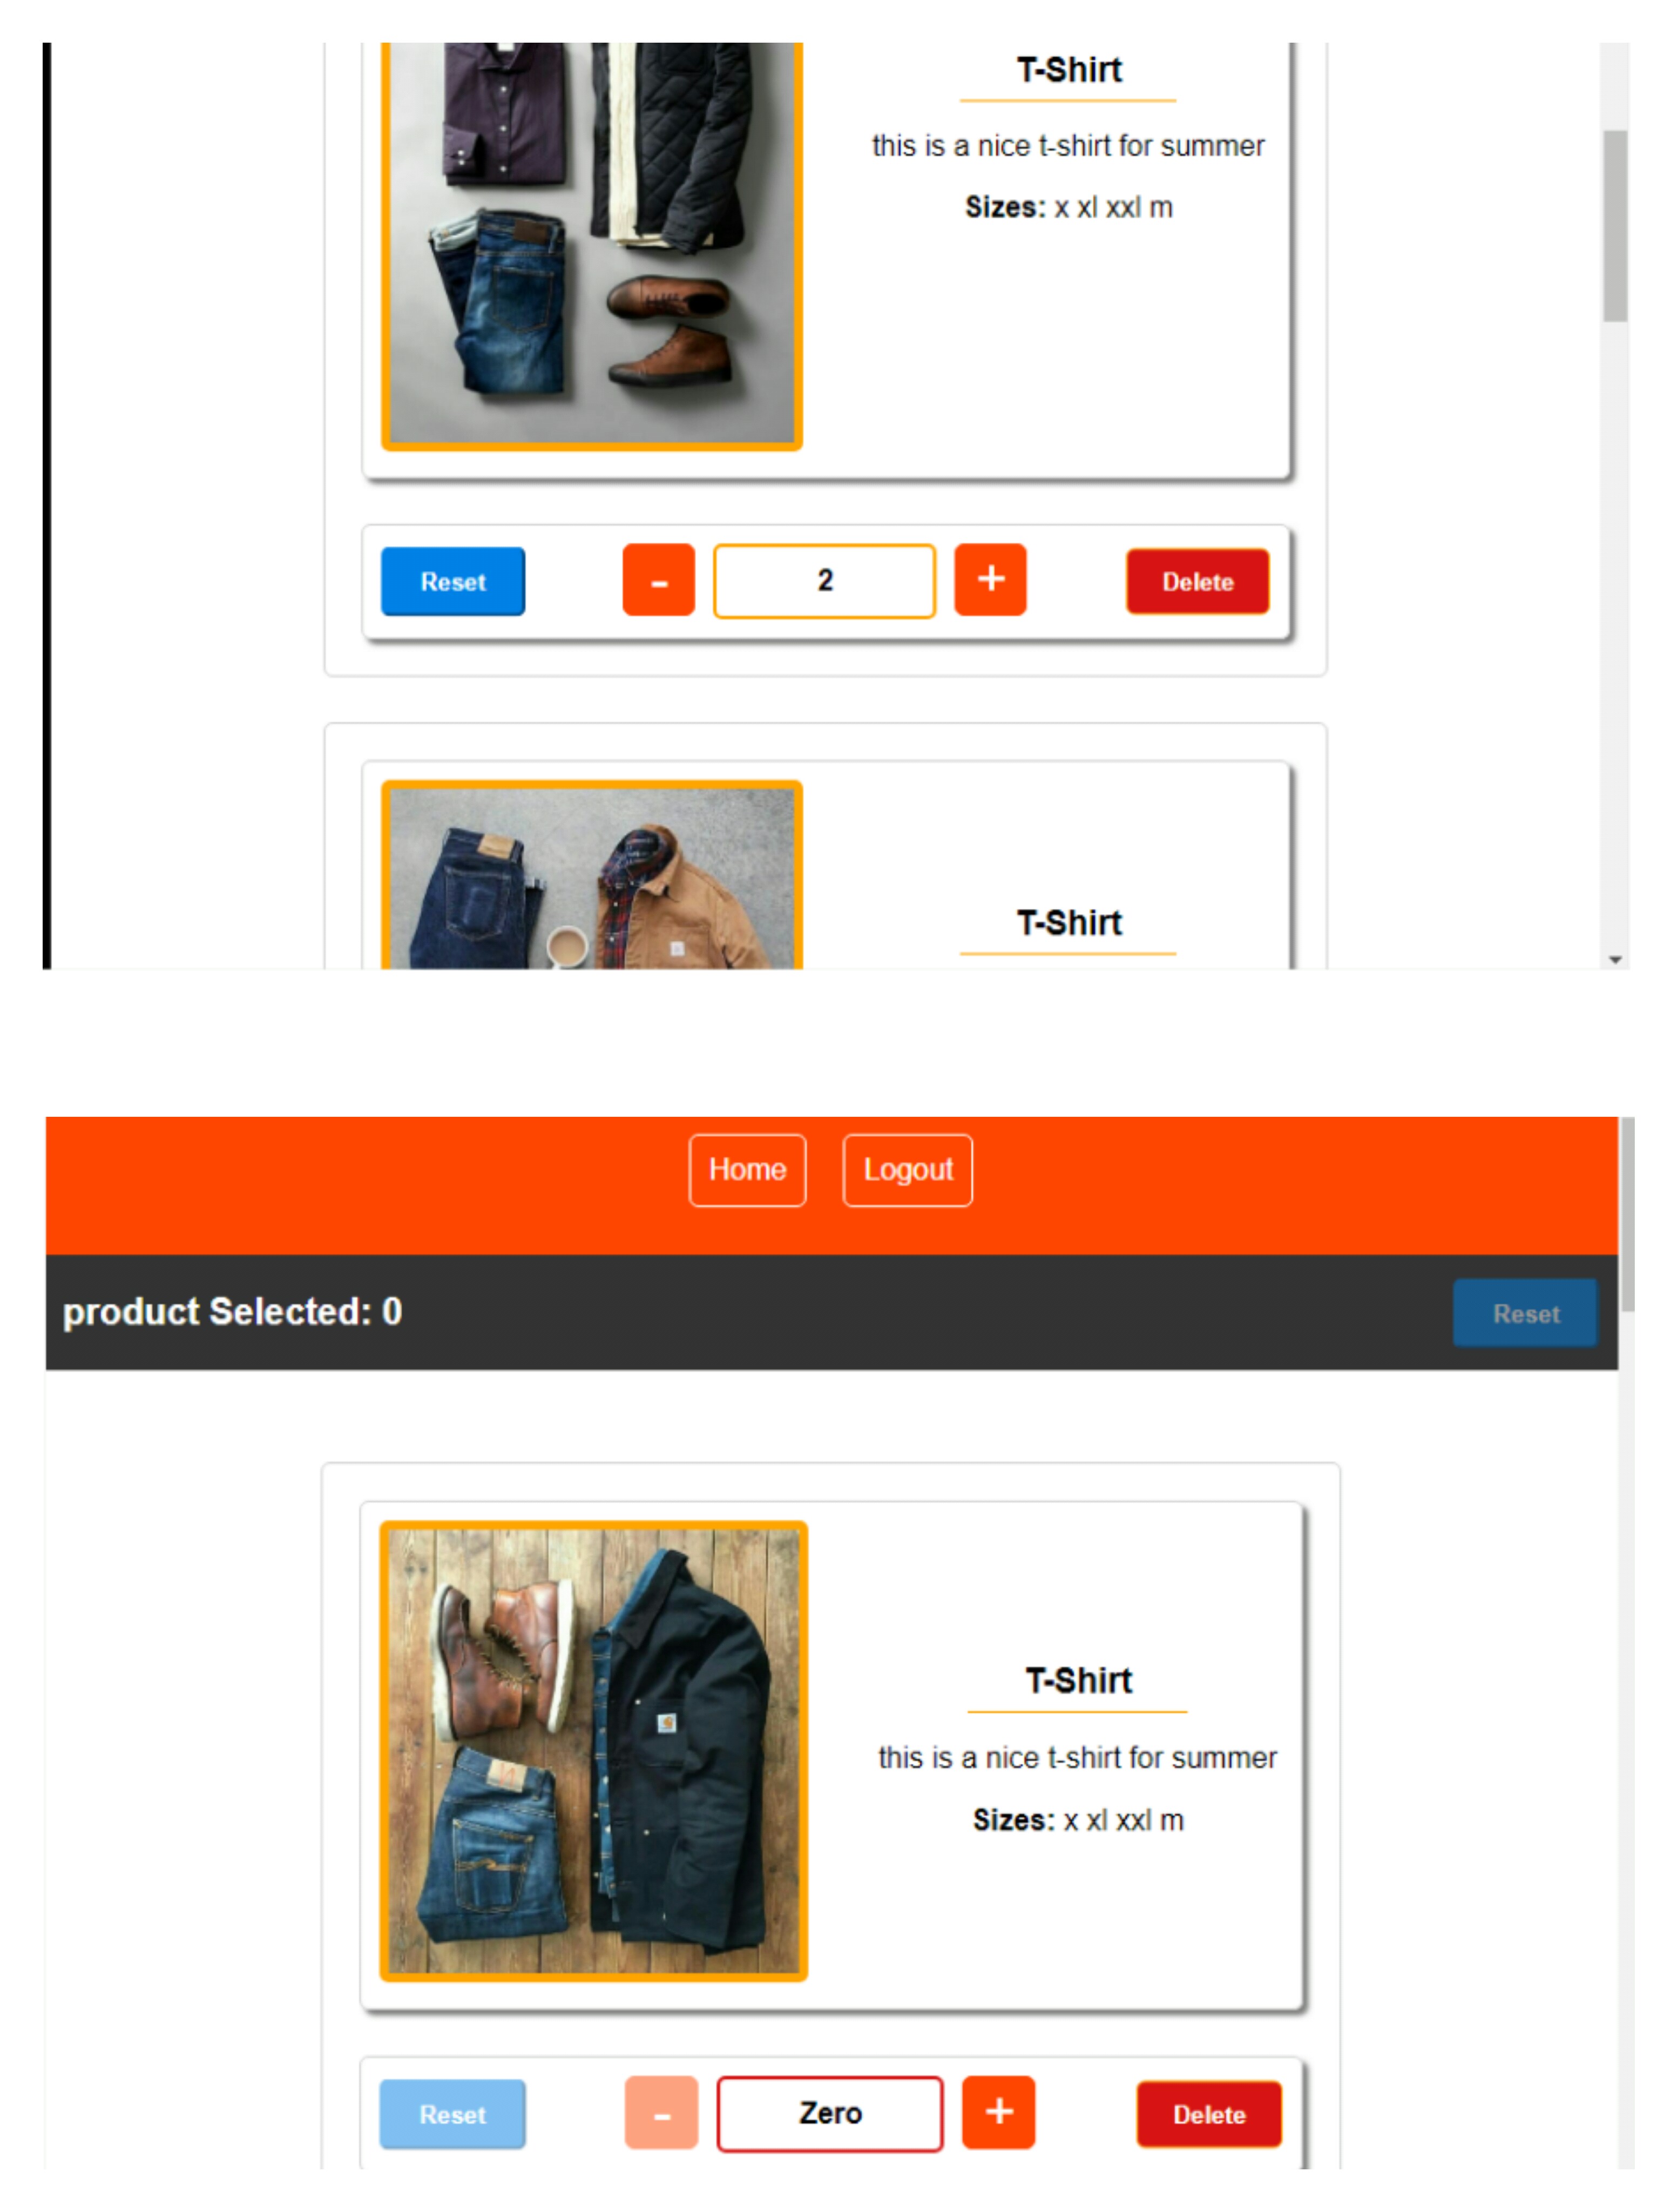 T-Shirt
this is a nice t-shirt for summer
Sizes: x xl xxl m
Reset - 2 + Delete
T-Shirt
Home Logout
product Selected: 0 Reset
T-Shirt
this is a nice t-shirt for summer
Sizes: x xl xxl m
Reset - Zero + Delete